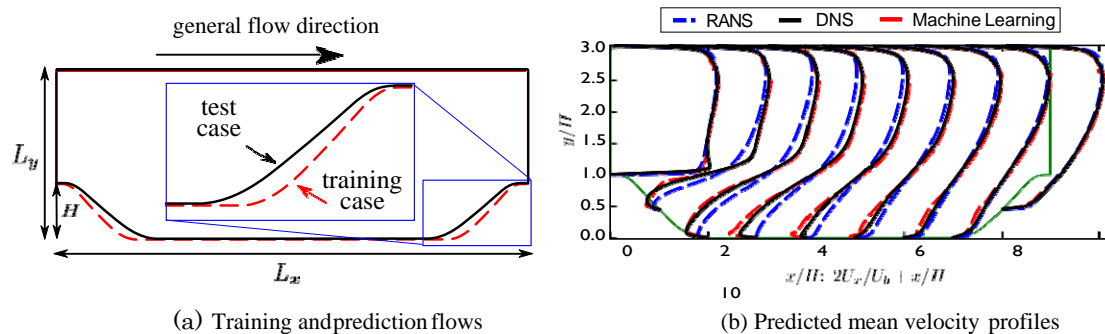 general flow direction
test
case
training
case
L_y
H
L_x
(a) Training and prediction flows
RANS DNS Machine Learning
y/H
3.0
2.5
2.0
1.5
1.0
0.5
0.0
0 2 4 6 8
x/H; 2U_x/U_b + x/H
10
(b) Predicted mean velocity profiles